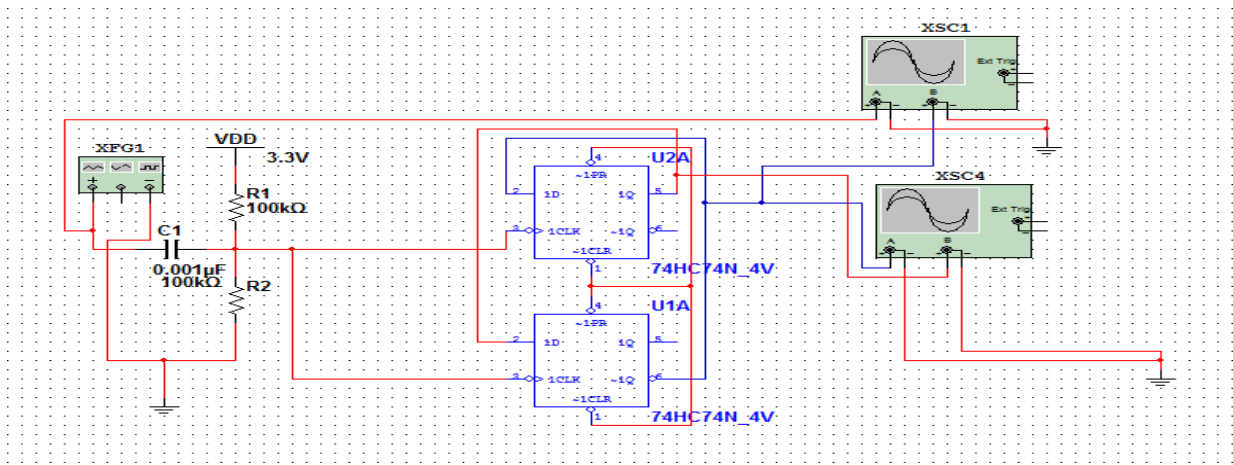 XSC1
Ext Trig
+
-
A
B
+ - + -
XFG1
+ -
VDD
3.3V
R1
100kΩ
C1
0.001µF
100kΩ
R2
U2A
4
~1PR
2 1D 1Q 5
3 1CLK ~1Q 6
~1CLR
1
74HC74N_4V
U1A
4
~1PR
2 1D 1Q 5
3 1CLK ~1Q 6
~1CLR
1
74HC74N_4V
XSC4
Ext Trig
+
-
A
B
+ - + -